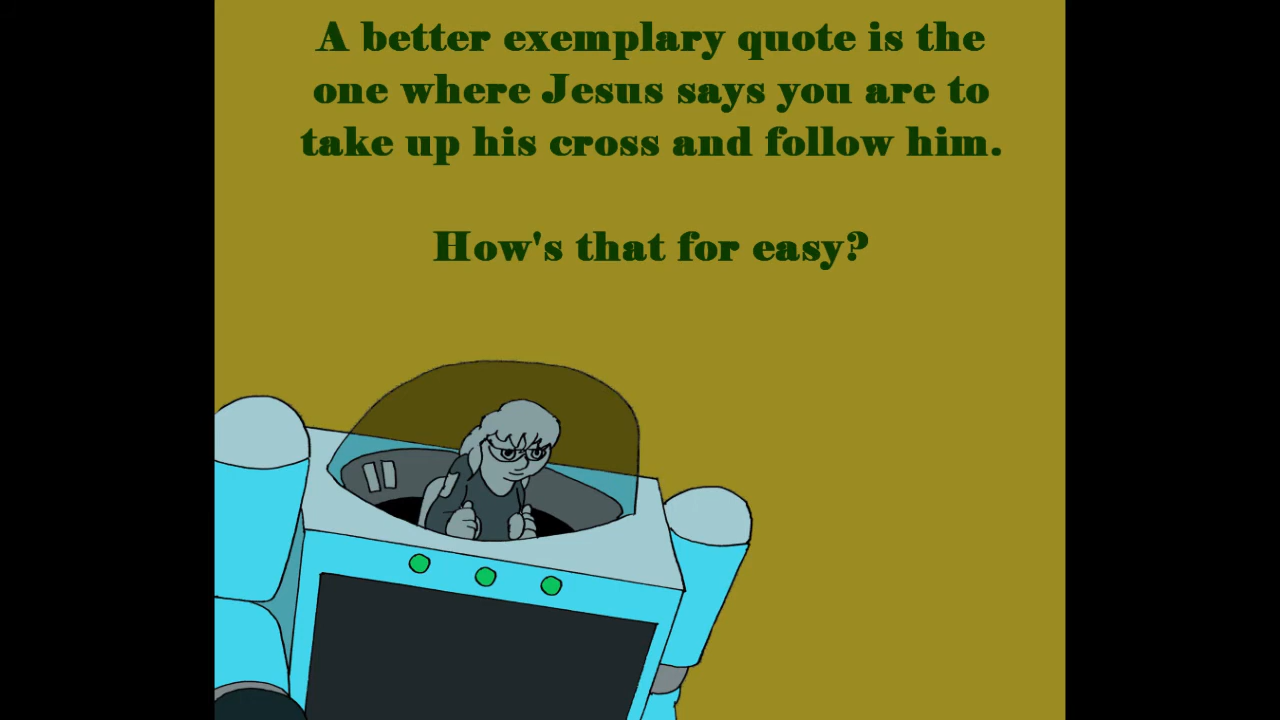 A better exemplary quote is the
one where Jesus says you are to
take up his cross and follow him.
How's that for easy?